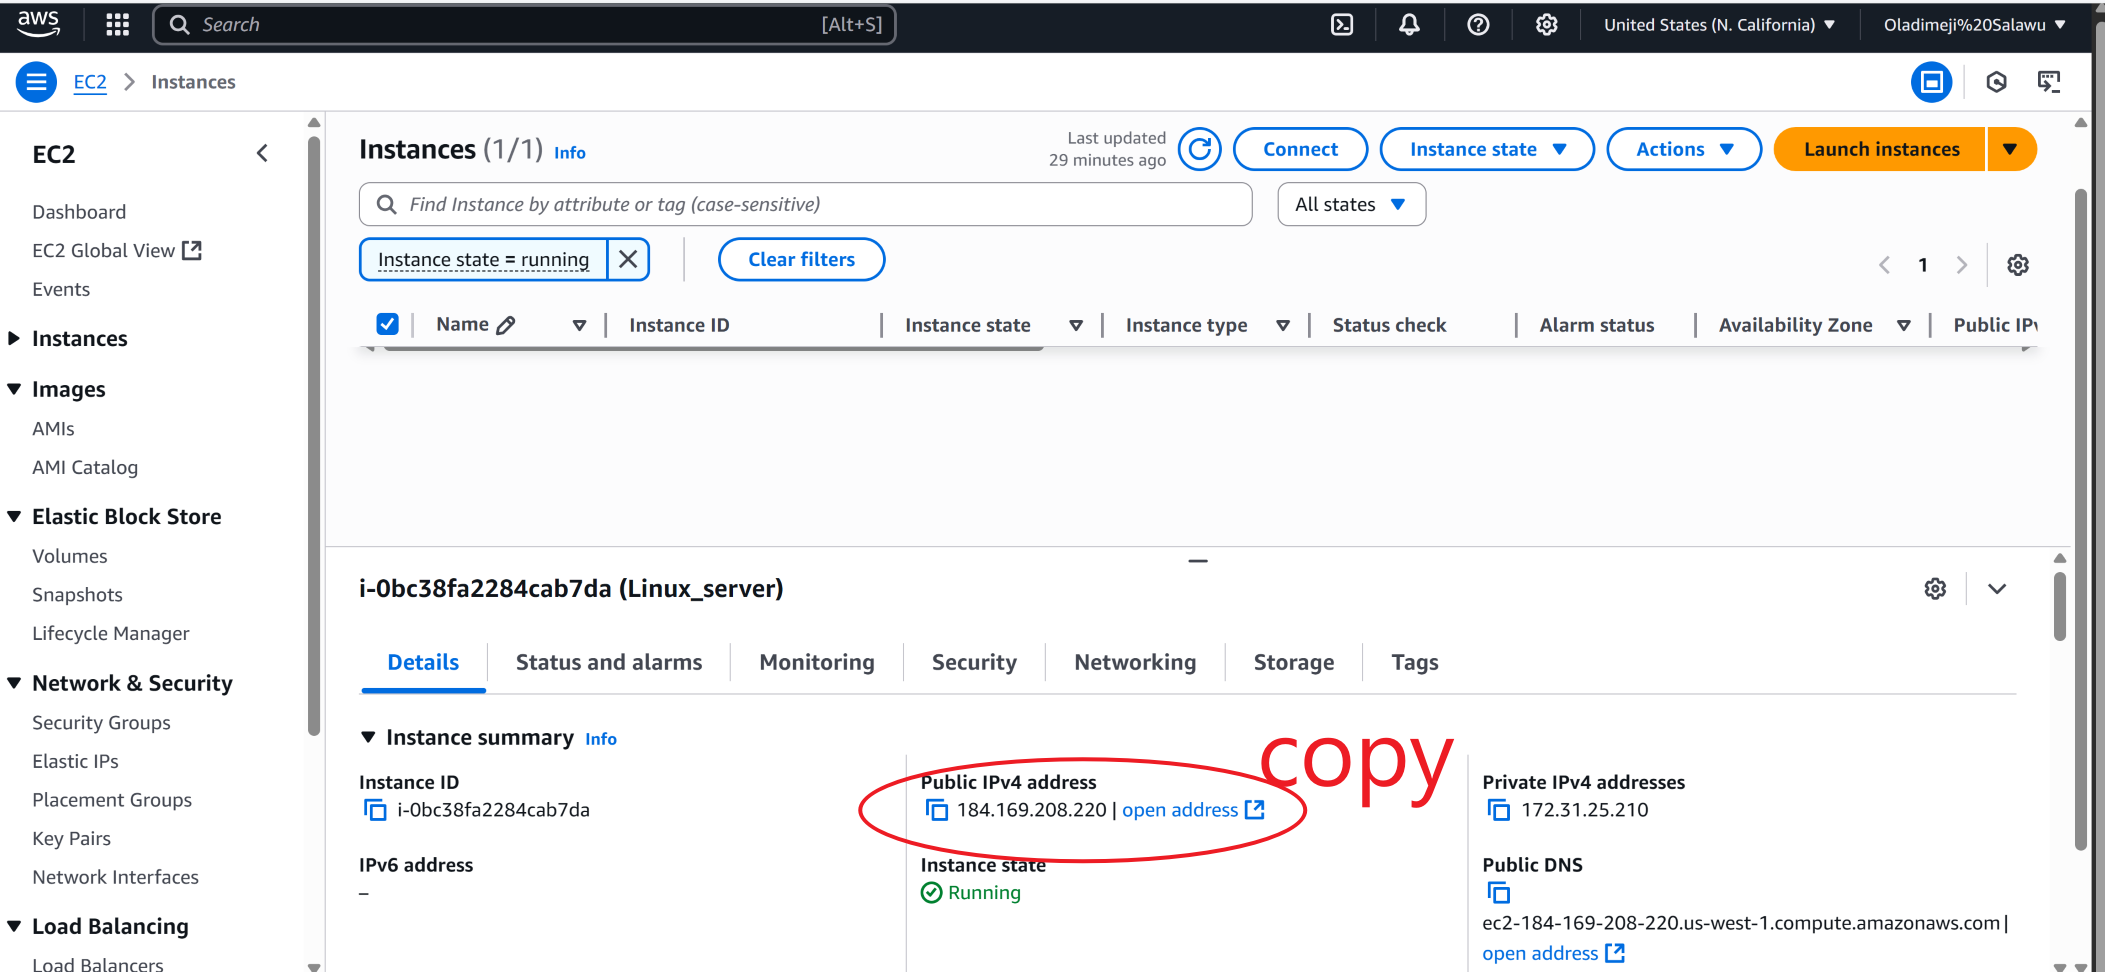 aws
Search [Alt+S]
United States (N. California)
Oladimeji%20Salawu
EC2 > Instances
EC2
Dashboard
EC2 Global View
Events
Instances
Images
AMIs
AMI Catalog
Elastic Block Store
Volumes
Snapshots
Lifecycle Manager
Network & Security
Security Groups
Elastic IPs
Placement Groups
Key Pairs
Network Interfaces
Load Balancing
Load Balancers
Instances (1/1) Info
Last updated
29 minutes ago
Connect
Instance state
Actions
Launch instances
Find Instance by attribute or tag (case-sensitive)
All states
Instance state = running
Clear filters
1
Name
Instance ID
Instance state
Instance type
Status check
Alarm status
Availability Zone
Public IPv
i-0bc38fa2284cab7da (Linux_server)
Details
Status and alarms
Monitoring
Security
Networking
Storage
Tags
Instance summary Info
copy
Instance ID
i-0bc38fa2284cab7da
Public IPv4 address
184.169.208.220 | open address
Private IPv4 addresses
172.31.25.210
IPv6 address
–
Instance state
Running
Public DNS
ec2-184-169-208-220.us-west-1.compute.amazonaws.com |
open address